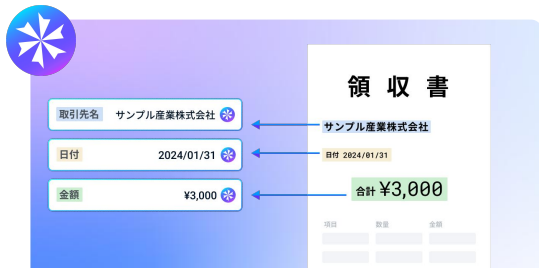 領収書
取引先名 サンプル産業株式会社
日付 2024/01/31
金額 ¥3,000
サンプル産業株式会社
日付 2024/01/31
合計 ¥3,000
項目 数量 金額